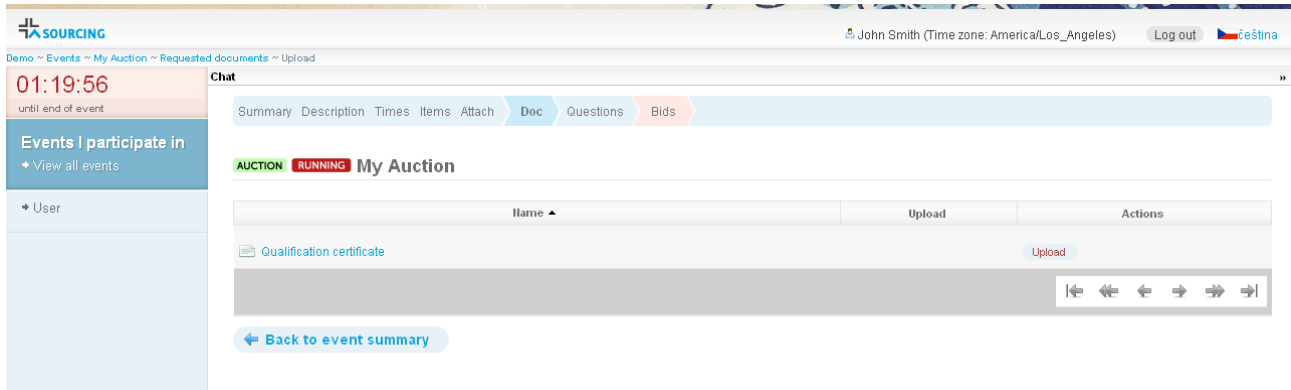 SOURCING
John Smith (Time zone: America/Los_Angeles) Log out čeština
Demo ~ Events ~ My Auction ~ Requested documents ~ Upload
01:19:56
until end of event
Chat »
Summary Description Times Items Attach Doc Questions Bids
Events I participate in
View all events
AUCTION RUNNING My Auction
User
Name Upload Actions
Qualification certificate Upload
Back to event summary